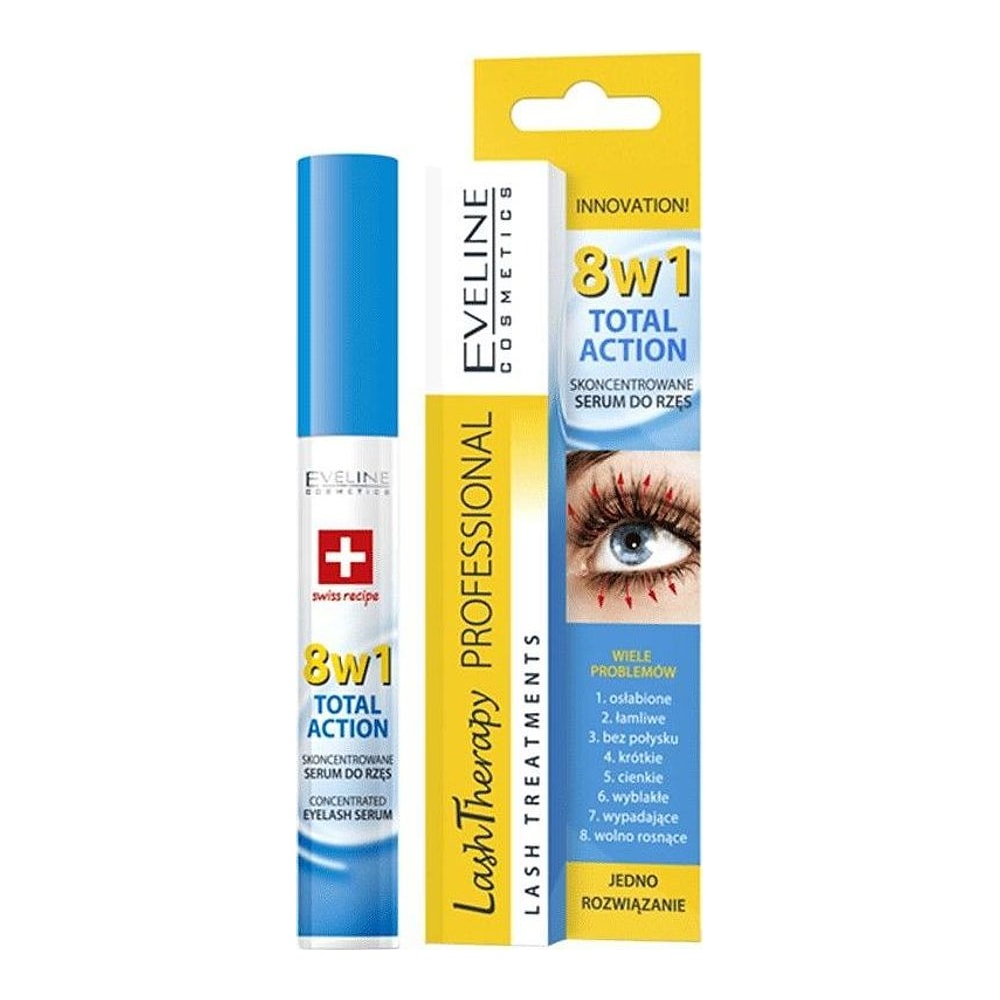 EVELINE
COSMETICS
swiss recipe
8w1
TOTAL
ACTION
SKONCENTROWANE
SERUM DO RZĘS
CONCENTRATED
EYELASH SERUM
EVELINE
COSMETICS
LashTherapy PROFESSIONAL
LASH TREATMENTS
INNOVATION!
8w1
TOTAL
ACTION
SKONCENTROWANE
SERUM DO RZĘS
WIELE
PROBLEMÓW
1. osłabione
2. łamliwe
3. bez połysku
4. krótkie
5. cienkie
6. wyblakłe
7. wypadające
8. wolno rosnące
JEDNO
ROZWIĄZANIE